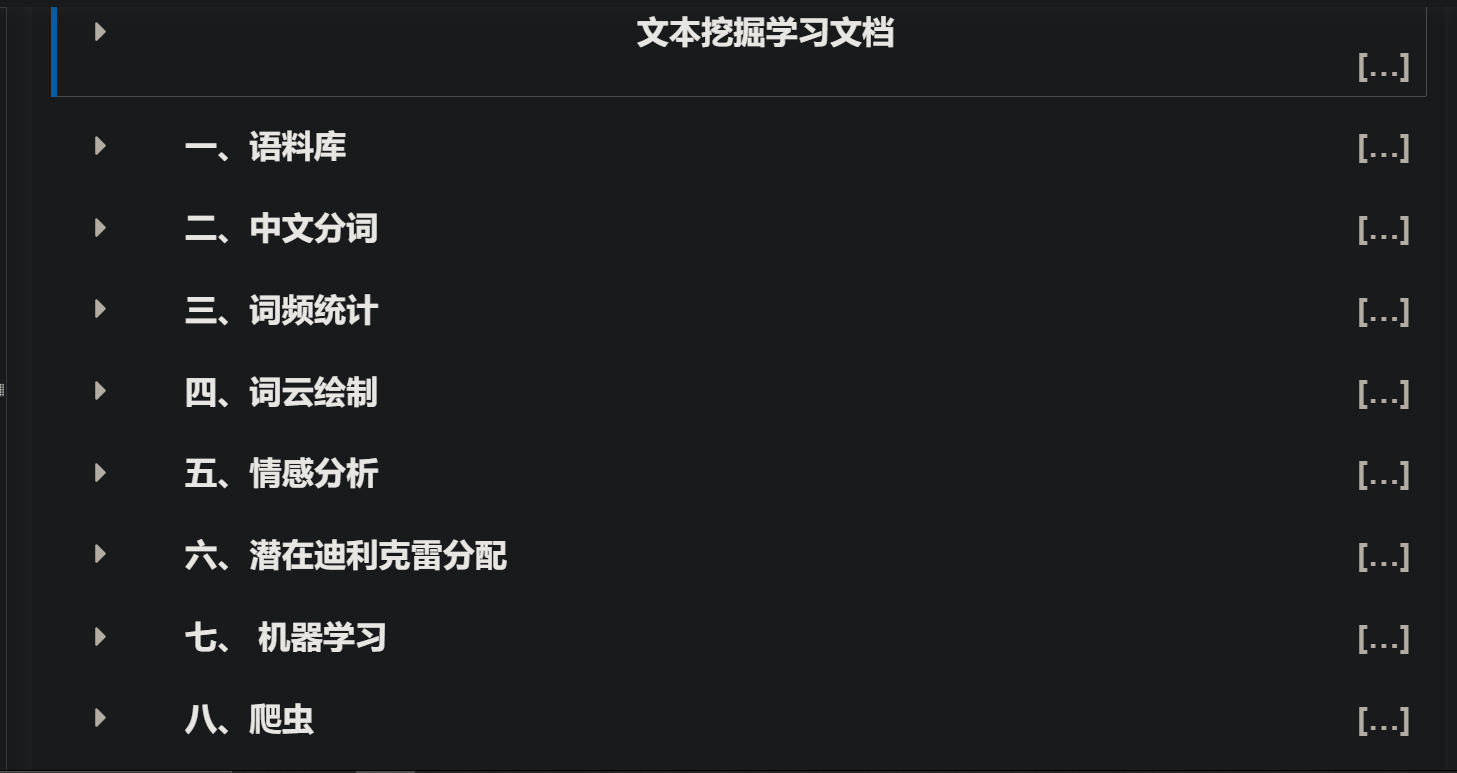 文本挖掘学习文档
[...]
一、语料库 [...]
二、中文分词 [...]
三、词频统计 [...]
四、词云绘制 [...]
五、情感分析 [...]
六、潜在迪利克雷分配 [...]
七、 机器学习 [...]
八、爬虫 [...]